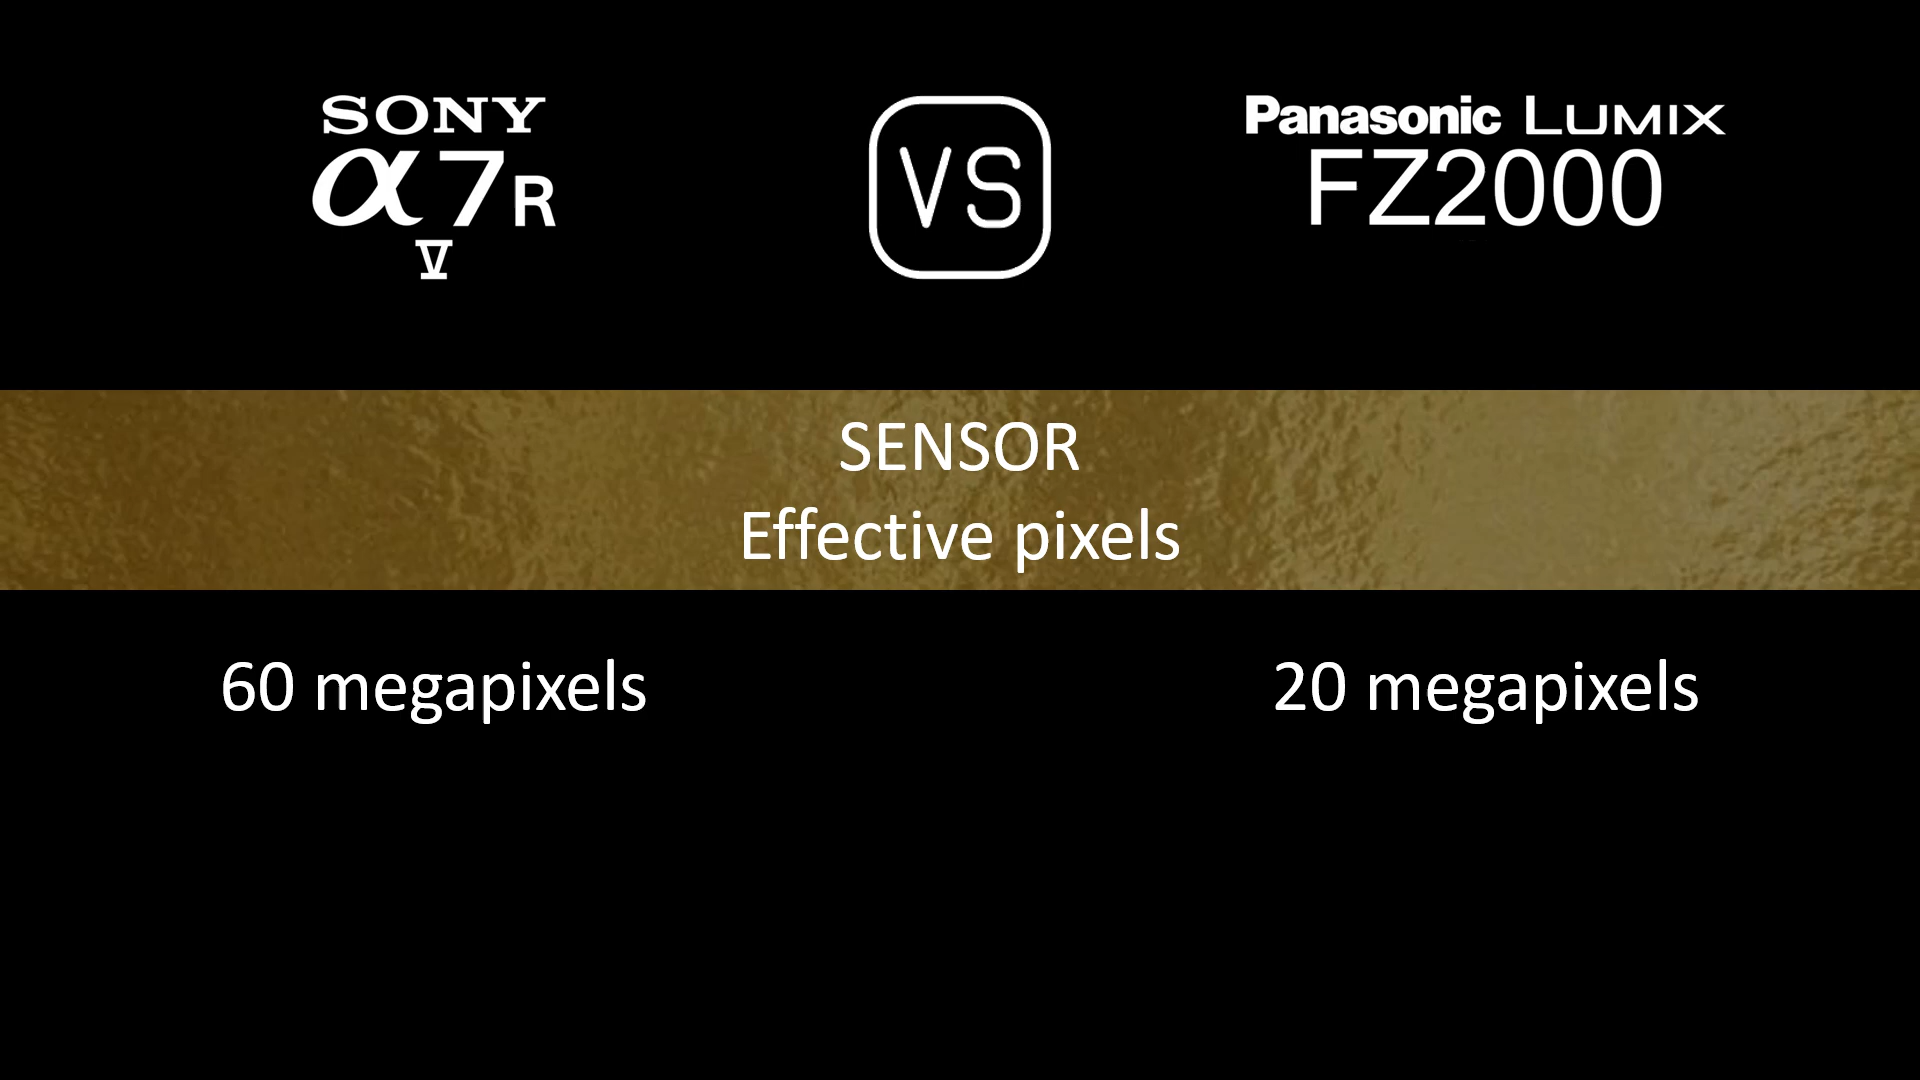 SONY
α7R
V
VS
Panasonic LUMIX
FZ2000
SENSOR
Effective pixels
60 megapixels
20 megapixels